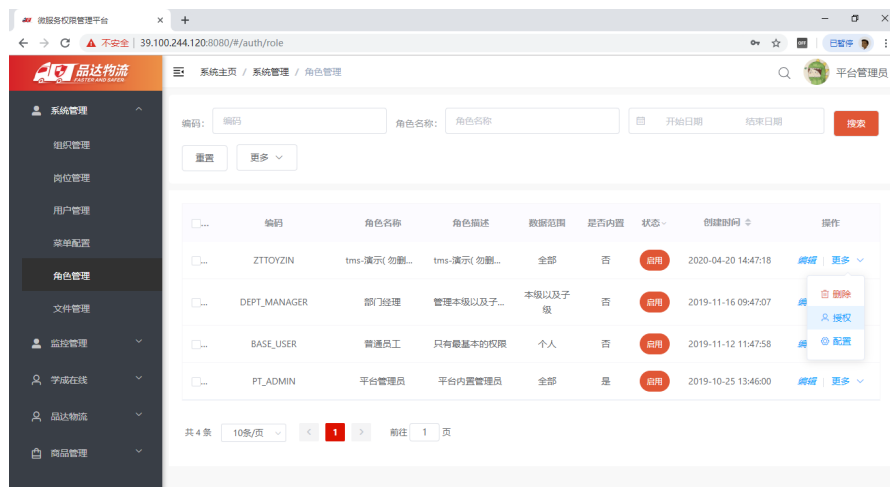 微服务权限管理平台
不安全 39.100.244.120:8080/#/auth/role
已暂停
品达物流
FASTER AND SAFER
系统主页 / 系统管理 / 角色管理
平台管理员
系统管理
组织管理
岗位管理
用户管理
菜单配置
角色管理
文件管理
监控管理
学成在线
品达物流
商品管理
编码: 编码 角色名称: 角色名称 开始日期 结束日期 搜索
重置 更多
... 编码 角色名称 角色描述 数据范围 是否内置 状态 创建时间 操作
... ZTTOYZIN tms-演示( 勿删... tms-演示( 勿删... 全部 否 启用 2020-04-20 14:47:18 编辑 更多
... DEPT_MANAGER 部门经理 管理本级以及子... 本级以及子级 否 启用 2019-11-16 09:47:07
... BASE_USER 普通员工 只有最基本的权限 个人 否 启用 2019-11-12 11:47:58
... PT_ADMIN 平台管理员 平台内置管理员 全部 是 启用 2019-10-25 13:46:00 编辑 更多
删除
授权
配置
共 4 条 10条/页 1 前往 1 页